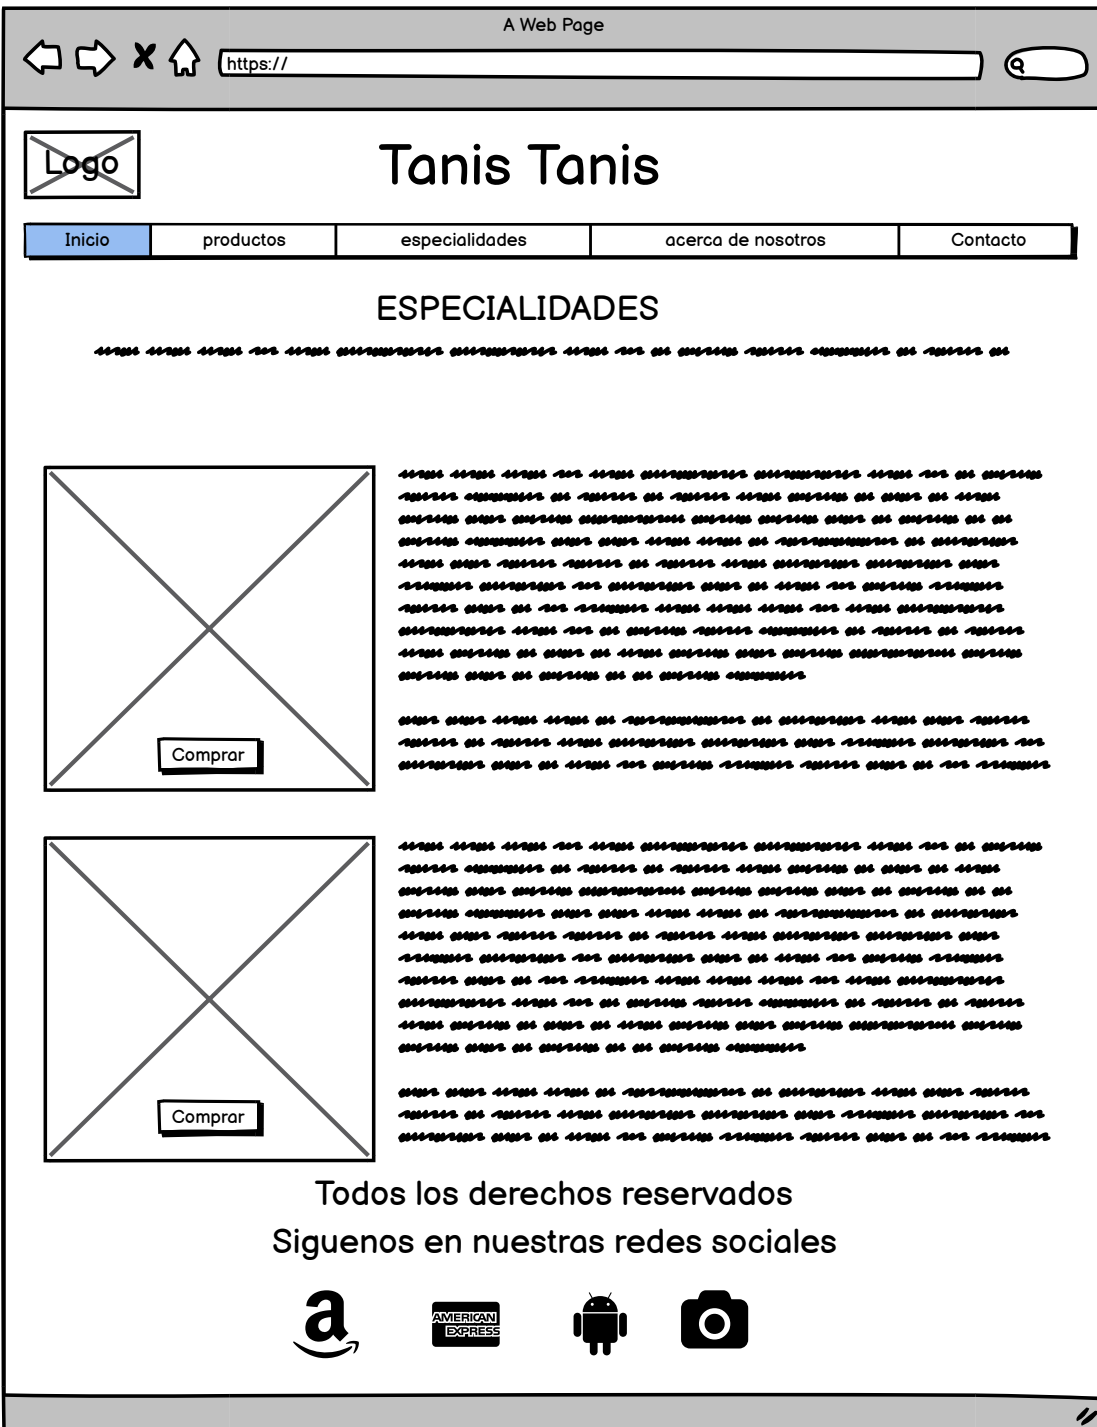 A Web Page
https://
Logo
Tanis Tanis
Inicio productos especialidades acerca de nosotros Contacto
ESPECIALIDADES
Comprar
Comprar
Todos los derechos reservados
Siguenos en nuestras redes sociales
a
AMERICAN
EXPRESS